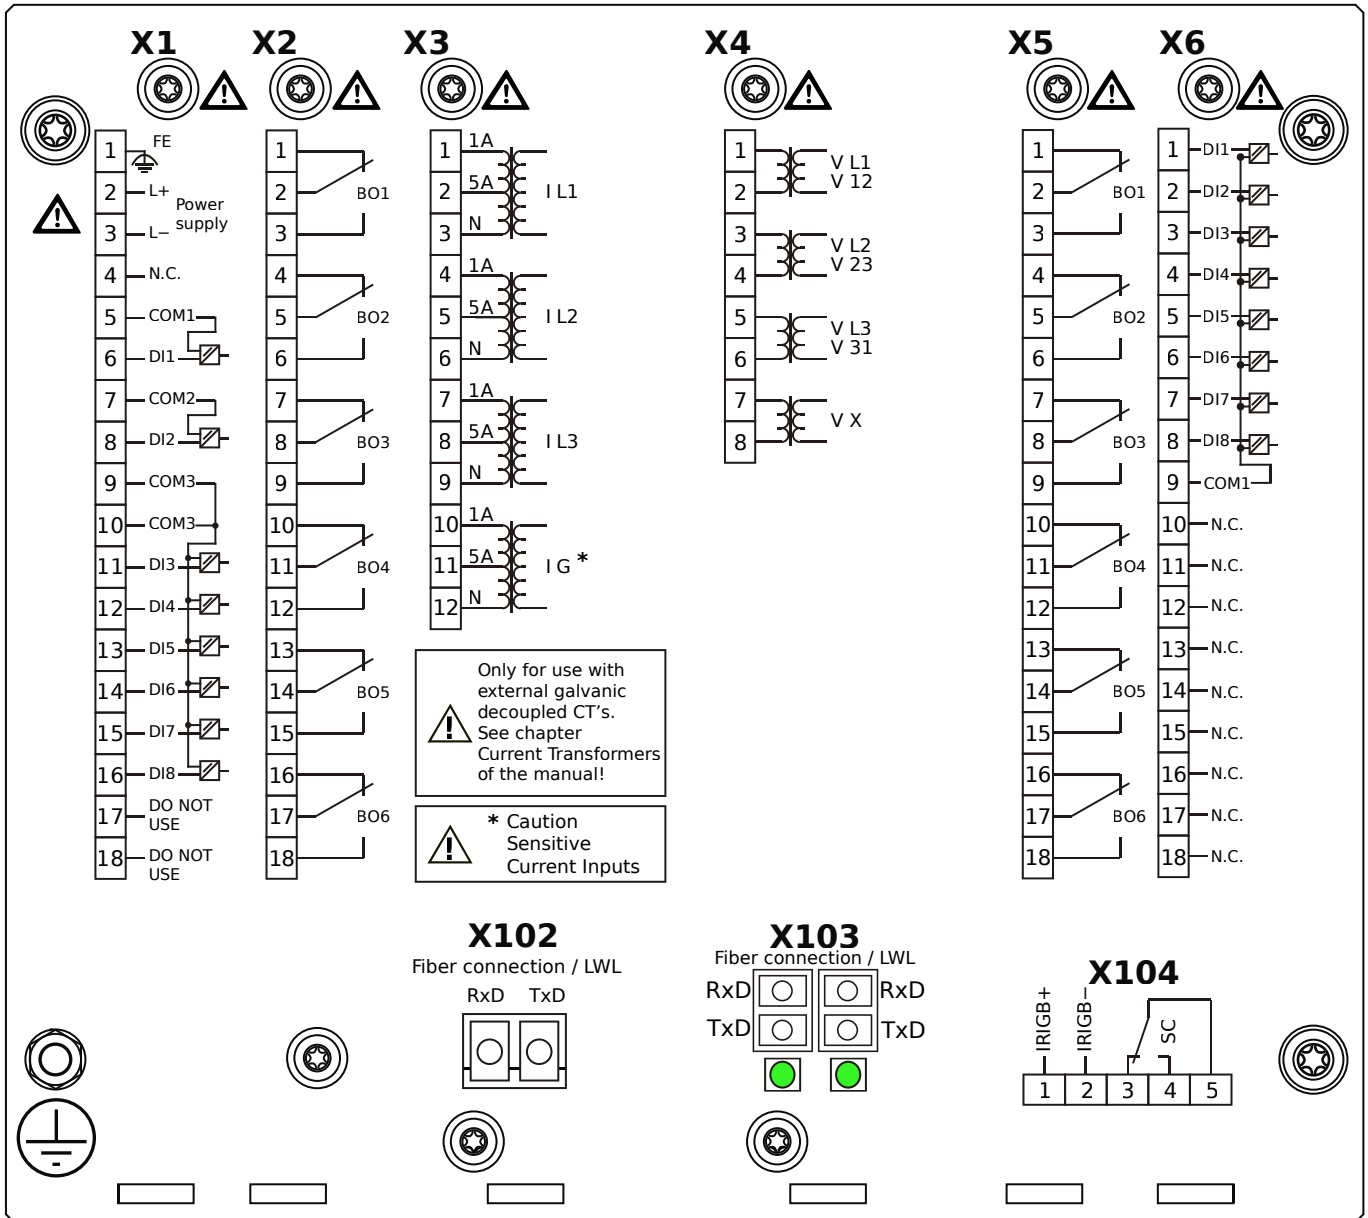 X1
X2
X3
X4
X5
X6
1 FE
2 L+
Power
supply
3 L−
4 N.C.
5 COM1
6 DI1
7 COM2
8 DI2
9 COM3
10 COM3
11 DI3
12 DI4
13 DI5
14 DI6
15 DI7
16 DI8
17 DO NOT
USE
18 DO NOT
USE
1
2 BO1
3
4
5 BO2
6
7
8 BO3
9
10
11 BO4
12
13
14 BO5
15
16
17 BO6
18
1 1A
2 5A I L1
3 N
4 1A
5 5A I L2
6 N
7 1A
8 5A I L3
9 N
10 1A
11 5A I G *
12 N
Only for use with
external galvanic
decoupled CT's.
See chapter
Current Transformers
of the manual!
* Caution
Sensitive
Current Inputs
1 V L1
2 V 12
3 V L2
4 V 23
5 V L3
6 V 31
7 V X
8
1
2 BO1
3
4
5 BO2
6
7
8 BO3
9
10
11 BO4
12
13
14 BO5
15
16
17 BO6
18
1 DI1
2 DI2
3 DI3
4 DI4
5 DI5
6 DI6
7 DI7
8 DI8
9 COM1
10 N.C.
11 N.C.
12 N.C.
13 N.C.
14 N.C.
15 N.C.
16 N.C.
17 N.C.
18 N.C.
X102
Fiber connection / LWL
RxD TxD
X103
Fiber connection / LWL
RxD RxD
TxD TxD
X104
IRIGB+
IRIGB−
SC
1 2 3 4 5